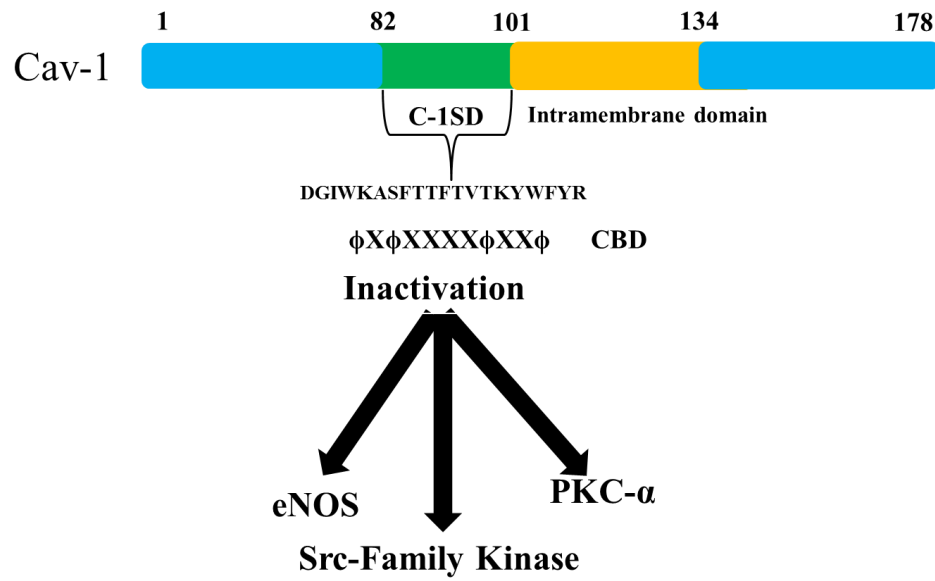 1 82 101 134 178
Cav-1
C-1SD Intramembrane domain
DGIWKASFTTFTVTKYWFYR
ϕXϕXXXXϕXXϕ CBD
Inactivation
eNOS PKC-α
Src-Family Kinase